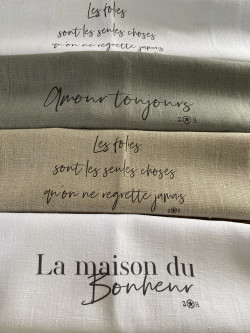 Les folies
sont les seules choses
qu'on ne regrette jamais
Amour toujours
Les folies
sont les seules choses
qu'on ne regrette jamais
La maison du
Bonheur